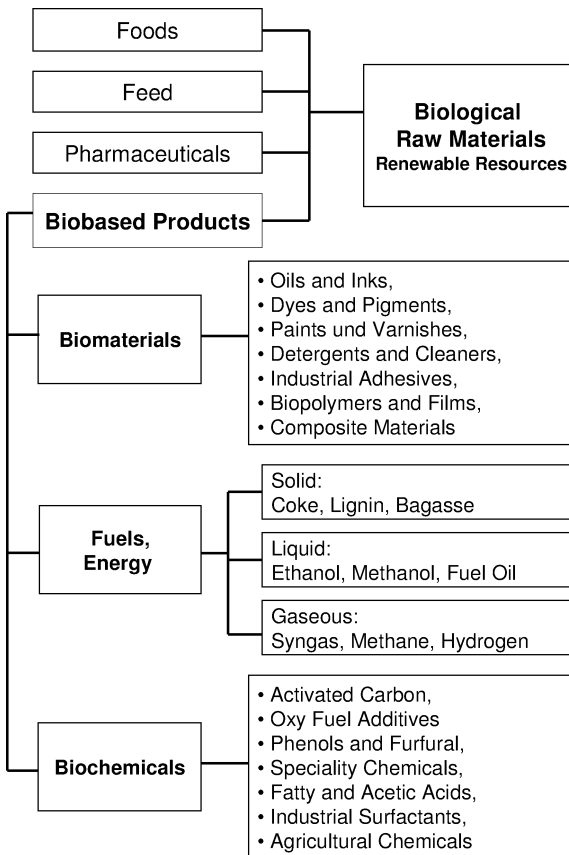 Foods
Feed
Pharmaceuticals
Biobased Products
Biological
Raw Materials
Renewable Resources
Biomaterials
• Oils and Inks,
• Dyes and Pigments,
• Paints und Varnishes,
• Detergents and Cleaners,
• Industrial Adhesives,
• Biopolymers and Films,
• Composite Materials
Fuels,
Energy
Solid:
Coke, Lignin, Bagasse
Liquid:
Ethanol, Methanol, Fuel Oil
Gaseous:
Syngas, Methane, Hydrogen
Biochemicals
• Activated Carbon,
• Oxy Fuel Additives
• Phenols and Furfural,
• Speciality Chemicals,
• Fatty and Acetic Acids,
• Industrial Surfactants,
• Agricultural Chemicals